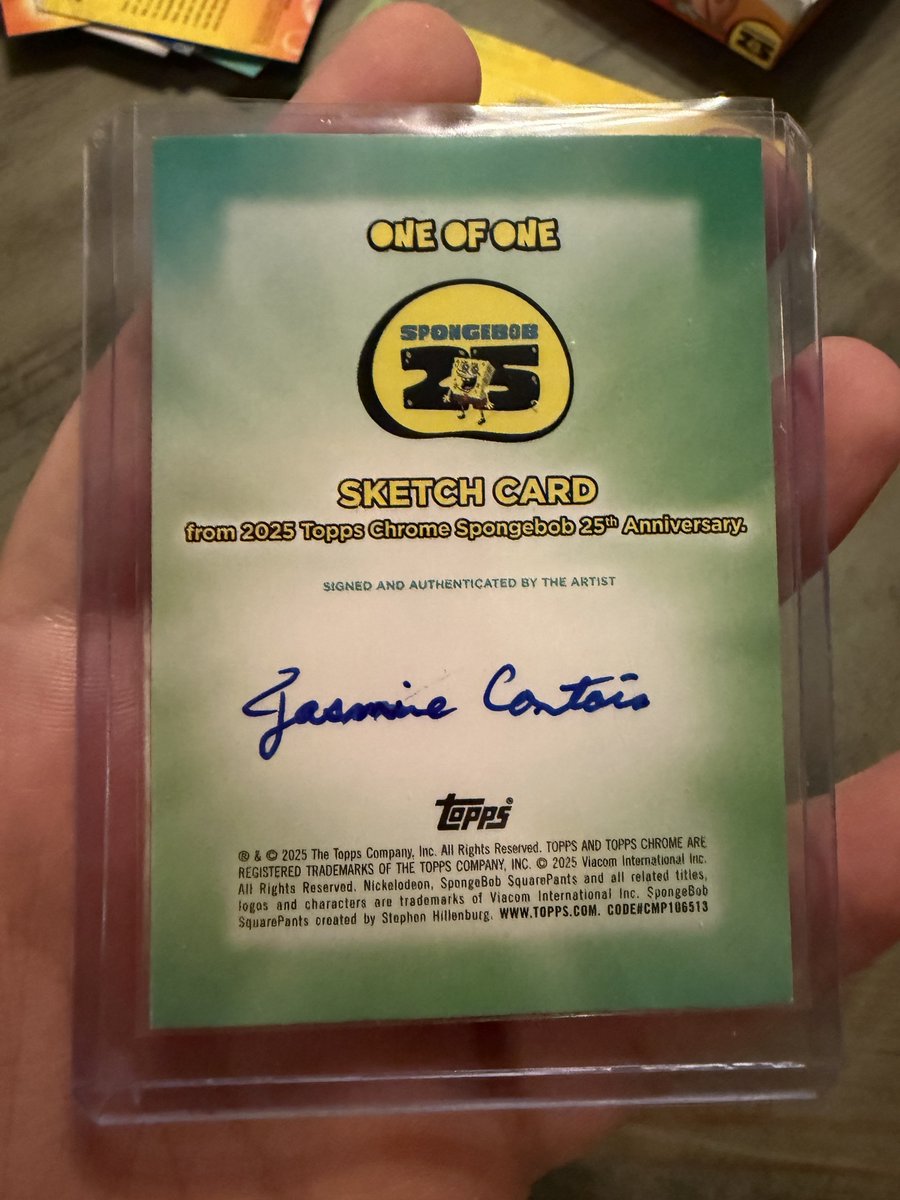 ONE OF ONE
SPONGEBOB
25
SKETCH CARD
from 2025 Topps Chrome Spongebob 25th Anniversary.
SIGNED AND AUTHENTICATED BY THE ARTIST
Jasmine Contois
topps®
® & © 2025 The Topps Company, Inc. All Rights Reserved. TOPPS AND TOPPS CHROME ARE
REGISTERED TRADEMARKS OF THE TOPPS COMPANY, INC. © 2025 Viacom International Inc.
All Rights Reserved. Nickelodeon, SpongeBob SquarePants and all related titles,
logos and characters are trademarks of Viacom International Inc. SpongeBob
SquarePants created by Stephen Hillenburg. WWW.TOPPS.COM. CODE#CMP106513